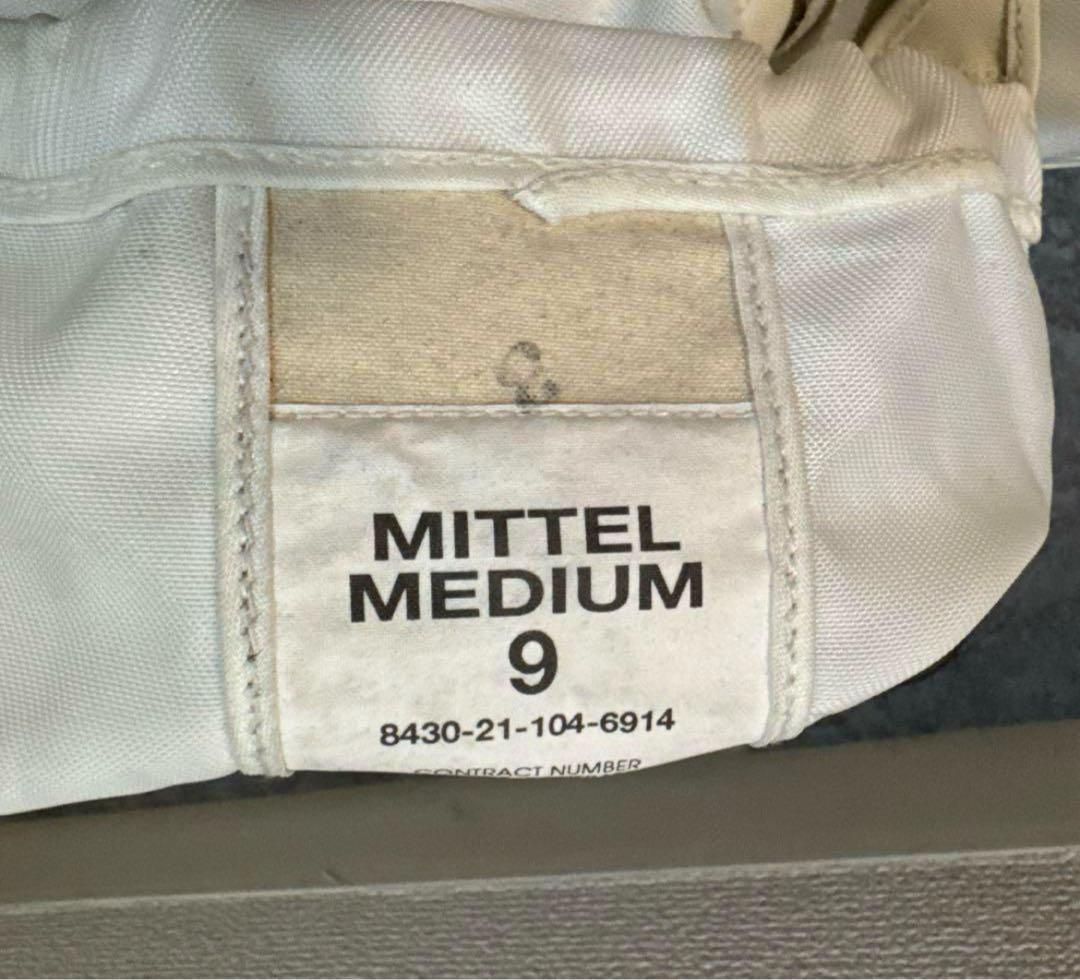 MITTEL
MEDIUM
9
8430-21-104-6914
CONTRACT NUMBER